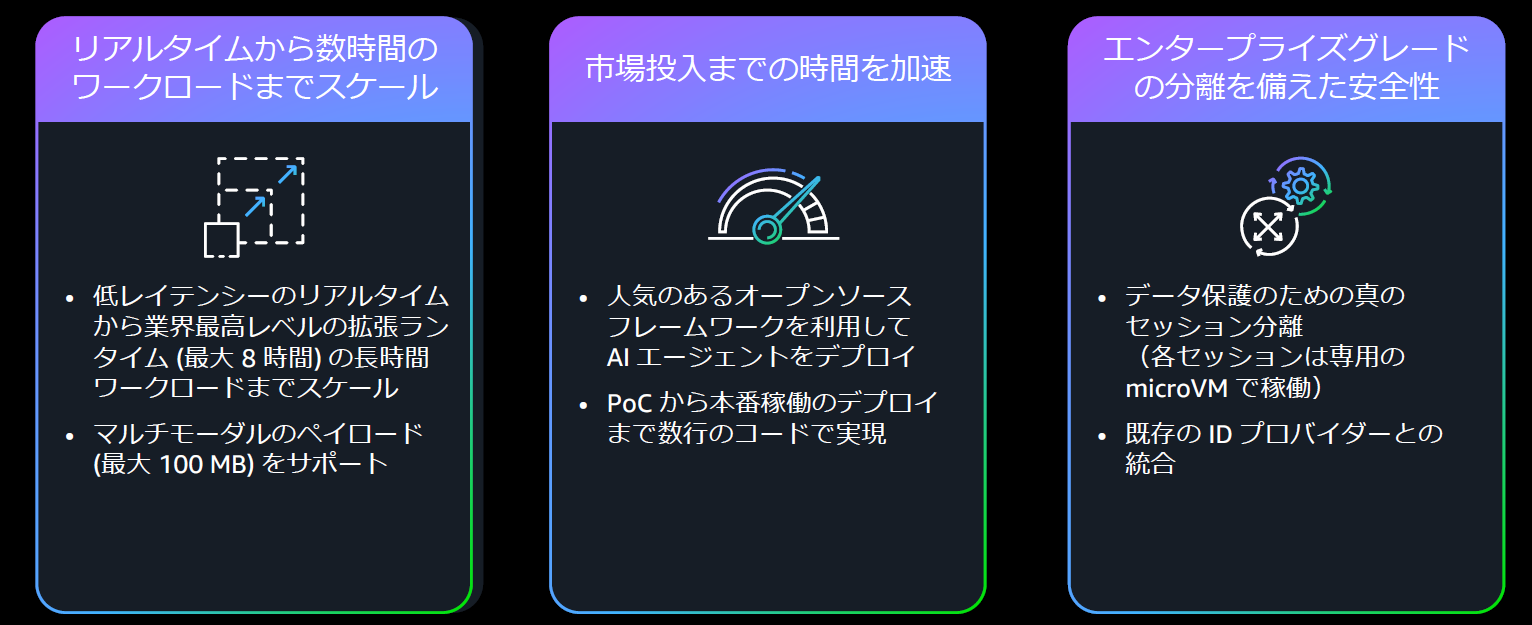 リアルタイムから数時間の
ワークロードまでスケール
• 低レイテンシーのリアルタイム
から業界最高レベルの拡張ラン
タイム (最大 8 時間) の長時間
ワークロードまでスケール
• マルチモーダルのペイロード
(最大 100 MB) をサポート
市場投入までの時間を加速
• 人気のあるオープンソース
フレームワークを利用して
AI エージェントをデプロイ
• PoC から本番稼働のデプロイ
まで数行のコードで実現
エンタープライズグレード
の分離を備えた安全性
• データ保護のための真の
セッション分離
（各セッションは専用の
microVM で稼働）
• 既存の ID プロバイダーとの
統合